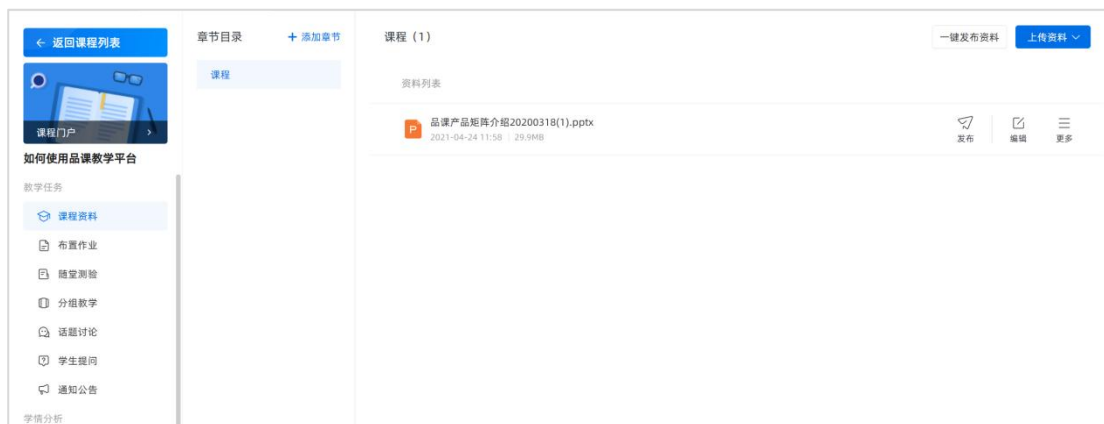 ← 返回课程列表
课程门户 >
如何使用品课教学平台
教学任务
课程资料
布置作业
随堂测验
分组教学
话题讨论
学生提问
通知公告
学情分析
章节目录 + 添加章节
课程
课程（1） 一键发布资料 上传资料
资料列表
P 品课产品矩阵介绍20200318(1).pptx
2021-04-24 11:58 | 29.9MB
发布 编辑 更多